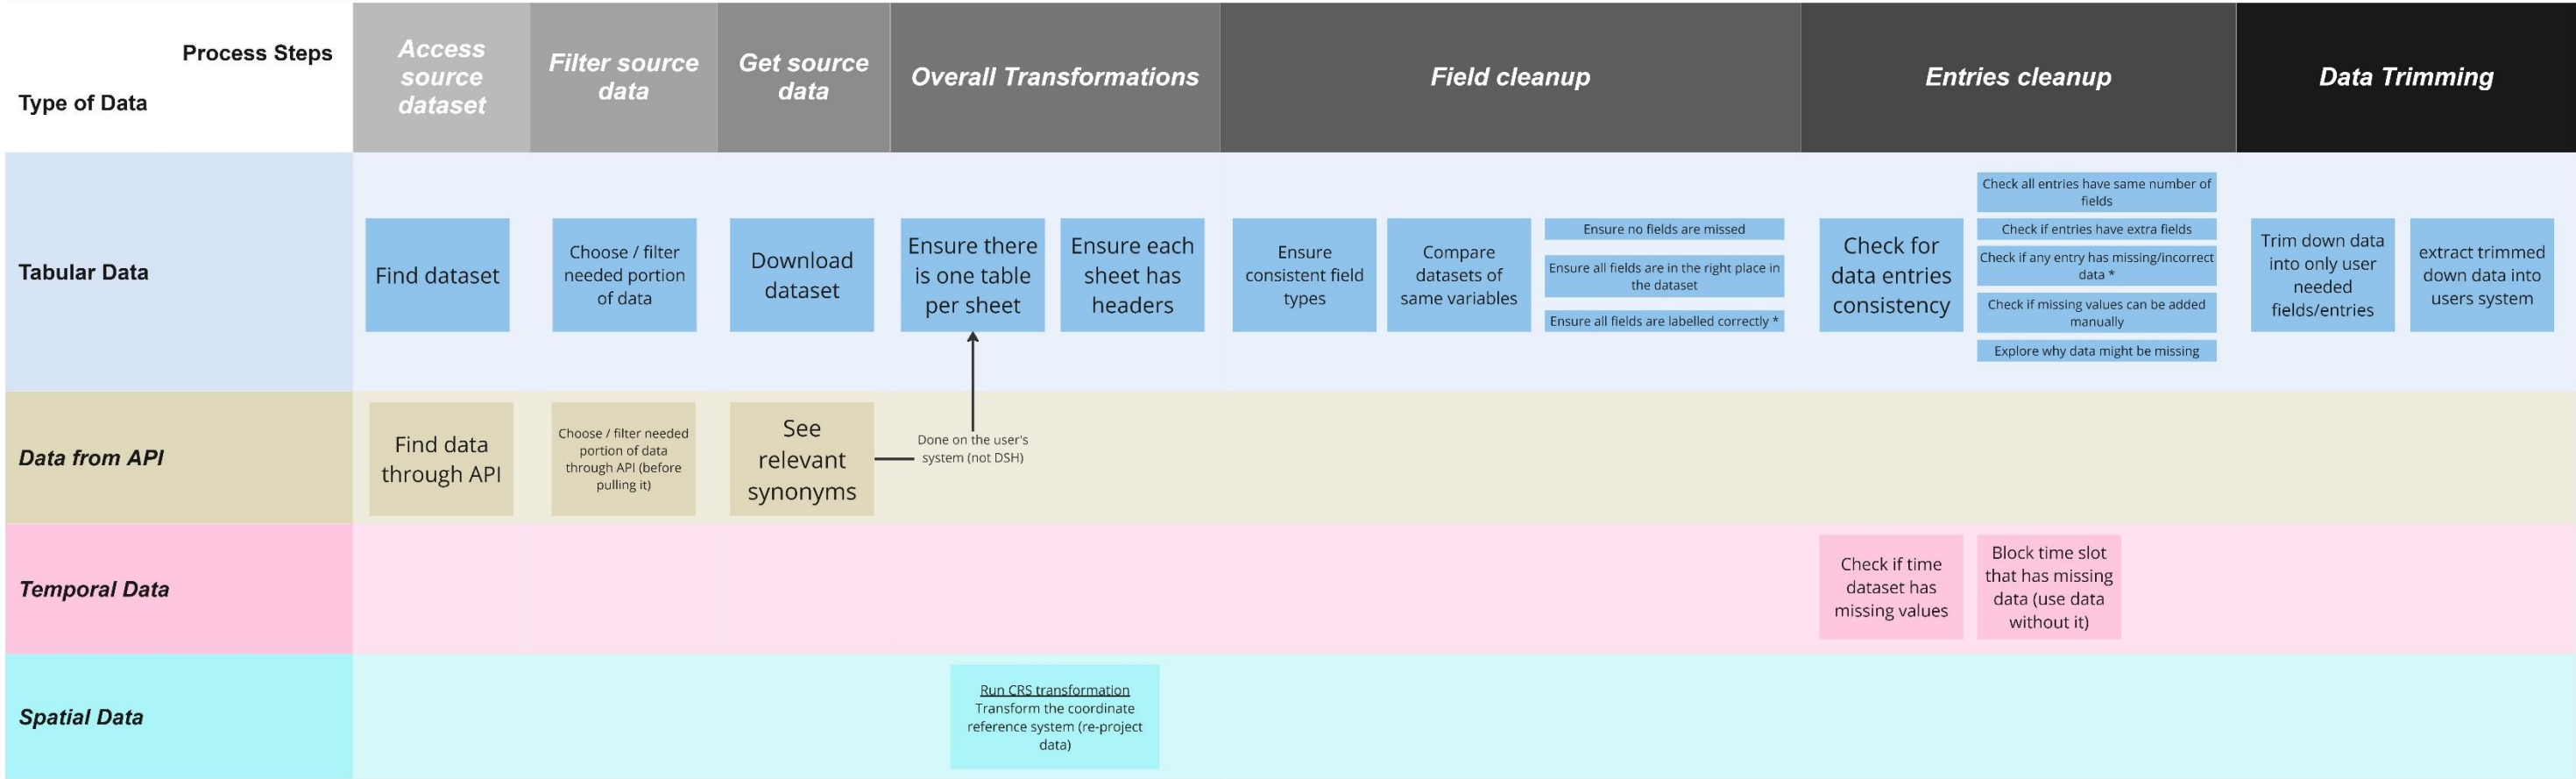 Process Steps
Type of Data
Access
source
dataset
Filter source
data
Get source
data
Overall Transformations
Field cleanup
Entries cleanup
Data Trimming
Tabular Data
Find dataset
Choose / filter
needed portion
of data
Download
dataset
Ensure there
is one table
per sheet
Ensure each
sheet has
headers
Ensure
consistent field
types
Compare
datasets of
same variables
Ensure no fields are missed
Ensure all fields are in the right place in
the dataset
Ensure all fields are labelled correctly *
Check for
data entries
consistency
Check all entries have same number of
fields
Check if entries have extra fields
Check if any entry has missing/incorrect
data *
Check if missing values can be added
manually
Explore why data might be missing
Trim down data
into only user
needed
fields/entries
extract trimmed
down data into
users system
Data from API
Find data
through API
Choose / filter needed
portion of data
through API (before
pulling it)
See
relevant
synonyms
Done on the user's
system (not DSH)
Temporal Data
Check if time
dataset has
missing values
Block time slot
that has missing
data (use data
without it)
Spatial Data
Run CRS transformation
Transform the coordinate
reference system (re-project
data)